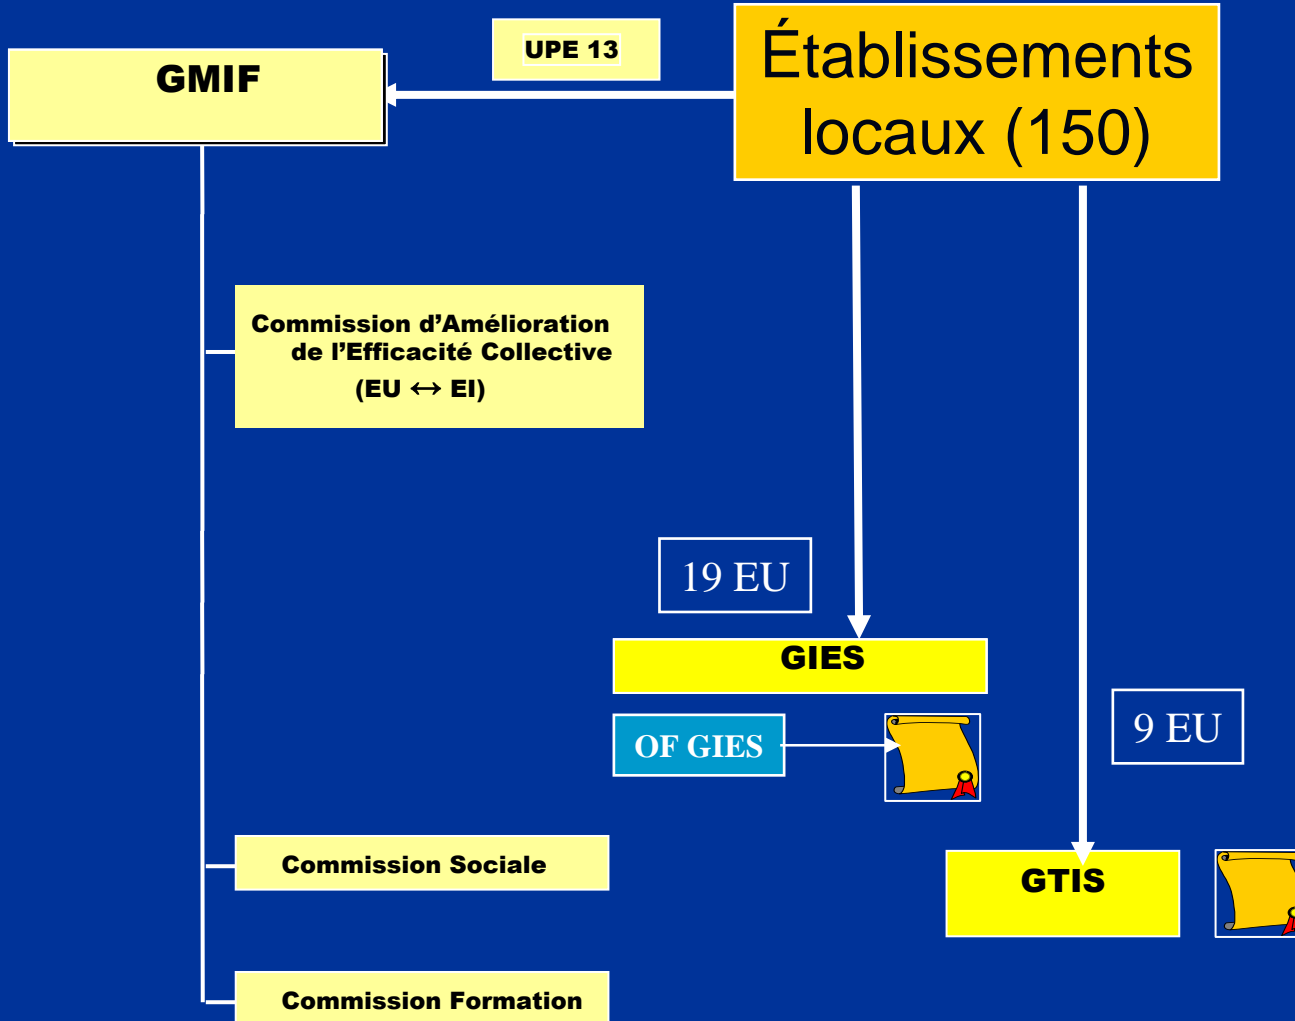 GMIF
UPE 13
Établissements
locaux (150)
Commission d’Amélioration
de l’Efficacité Collective
(EU ↔ EI)
19 EU
GIES
OF GIES
9 EU
Commission Sociale
GTIS
Commission Formation